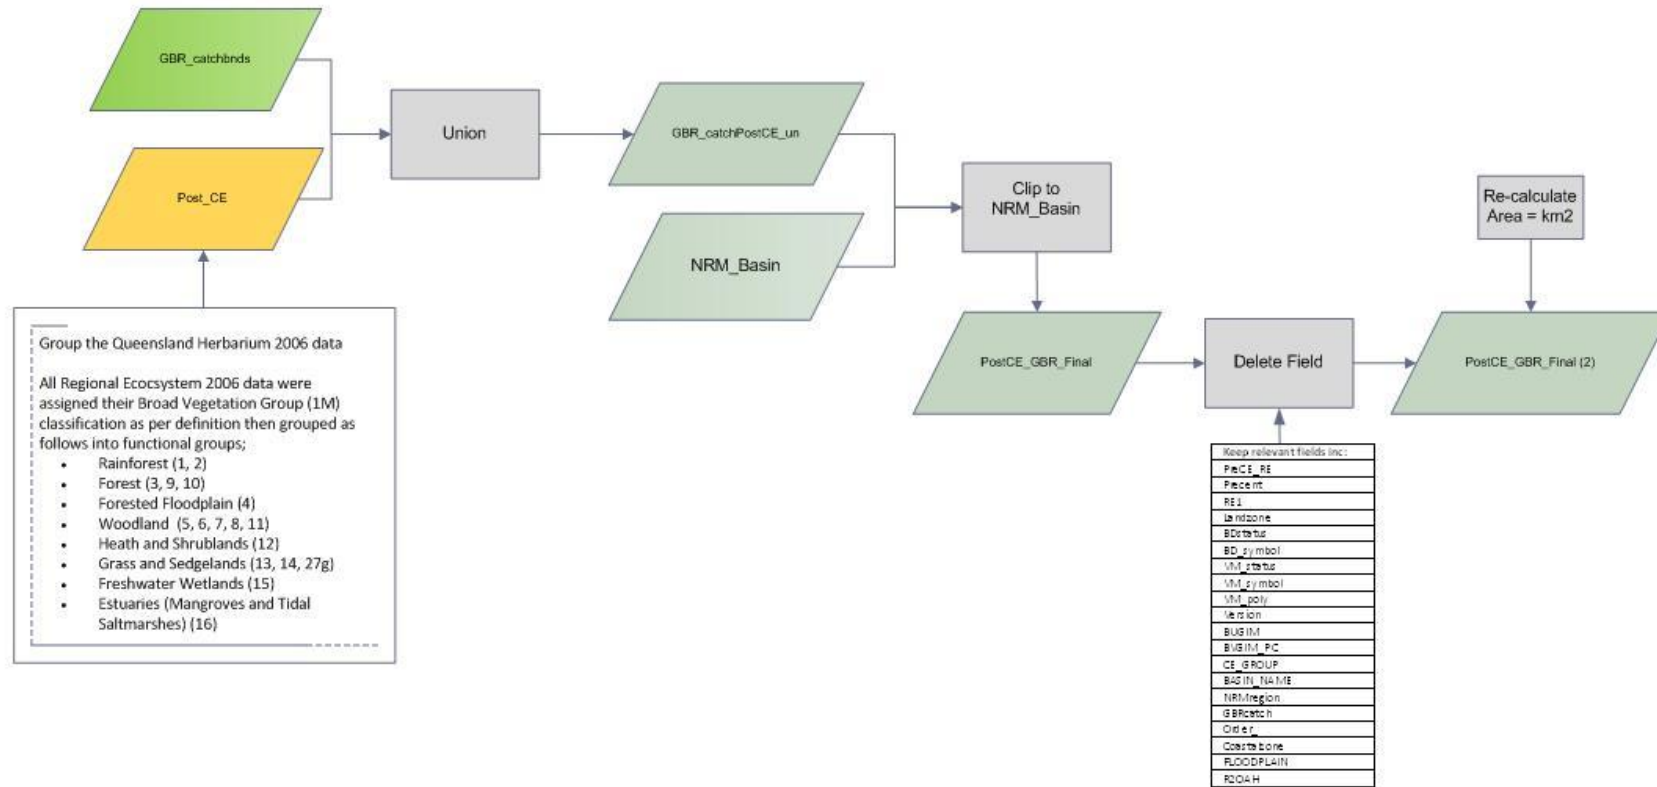 GBR_catchbnds
Post_CE
Union
GBR_catchPostCE_un
NRM_Basin
Clip to
NRM_Basin
Re-calculate
Area = km2
PostCE_GBR_Final
Delete Field
PostCE_GBR_Final (2)
Group the Queensland Herbarium 2006 data
All Regional Ecocsystem 2006 data were
assigned their Broad Vegetation Group (1M)
classification as per definition then grouped as
follows into functional groups;
• Rainforest (1, 2)
• Forest (3, 9, 10)
• Forested Floodplain (4)
• Woodland (5, 6, 7, 8, 11)
• Heath and Shrublands (12)
• Grass and Sedgelands (13, 14, 27g)
• Freshwater Wetlands (15)
• Estuaries (Mangroves and Tidal
Saltmarshes) (16)
Keep relevant fields inc:
PreCE_RE
Percent
RE1
Landzone
BDstatus
BD_symbol
VM_status
VM_symbol
VM_poly
Version
CE_GROUP
BASIN_NAME
NRMregion
GBRcatch
Order_
FLOODPLAIN